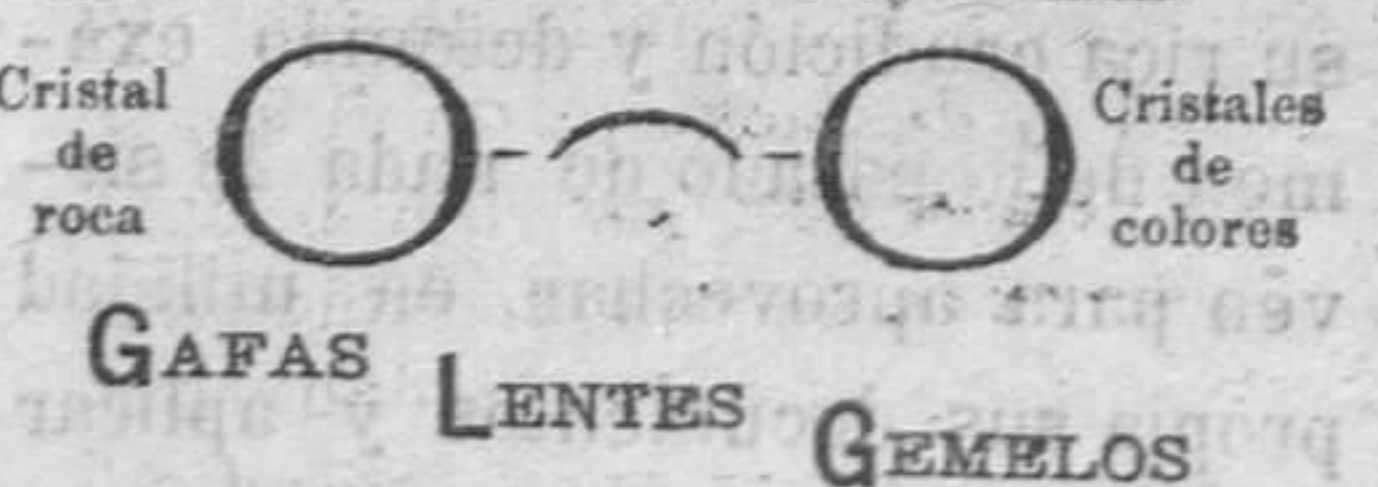 Cristal
de
roca
Cristales
de
colores
GAFAS
LENTES
GEMELOS